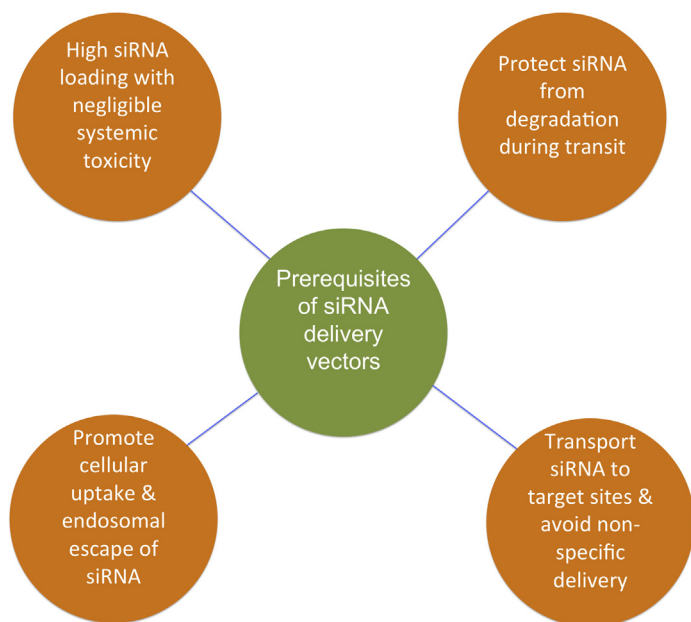 High siRNA
loading with
negligible
systemic
toxicity
Protect siRNA
from
degradation
during transit
Prerequisites
of siRNA
delivery
vectors
Promote
cellular
uptake &
endosomal
escape of
siRNA
Transport
siRNA to
target sites &
avoid non-
specific
delivery